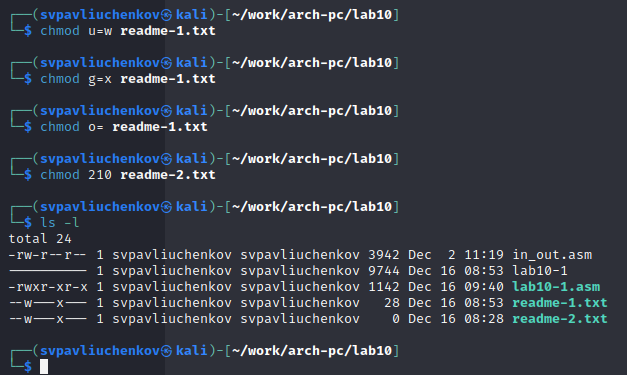 ┌──(svpavliuchenkov㉿kali)-[~/work/arch-pc/lab10]
└─$ chmod u=w readme-1.txt
┌──(svpavliuchenkov㉿kali)-[~/work/arch-pc/lab10]
└─$ chmod g=x readme-1.txt
┌──(svpavliuchenkov㉿kali)-[~/work/arch-pc/lab10]
└─$ chmod o= readme-1.txt
┌──(svpavliuchenkov㉿kali)-[~/work/arch-pc/lab10]
└─$ chmod 210 readme-2.txt
┌──(svpavliuchenkov㉿kali)-[~/work/arch-pc/lab10]
└─$ ls -l
total 24
-rw-r--r-- 1 svpavliuchenkov svpavliuchenkov 3942 Dec  2 11:19 in_out.asm
---------- 1 svpavliuchenkov svpavliuchenkov 9744 Dec 16 08:53 lab10-1
-rwxr-xr-x 1 svpavliuchenkov svpavliuchenkov 1142 Dec 16 09:40 lab10-1.asm
--w---x--- 1 svpavliuchenkov svpavliuchenkov   28 Dec 16 08:53 readme-1.txt
--w---x--- 1 svpavliuchenkov svpavliuchenkov    0 Dec 16 08:28 readme-2.txt
┌──(svpavliuchenkov㉿kali)-[~/work/arch-pc/lab10]
└─$